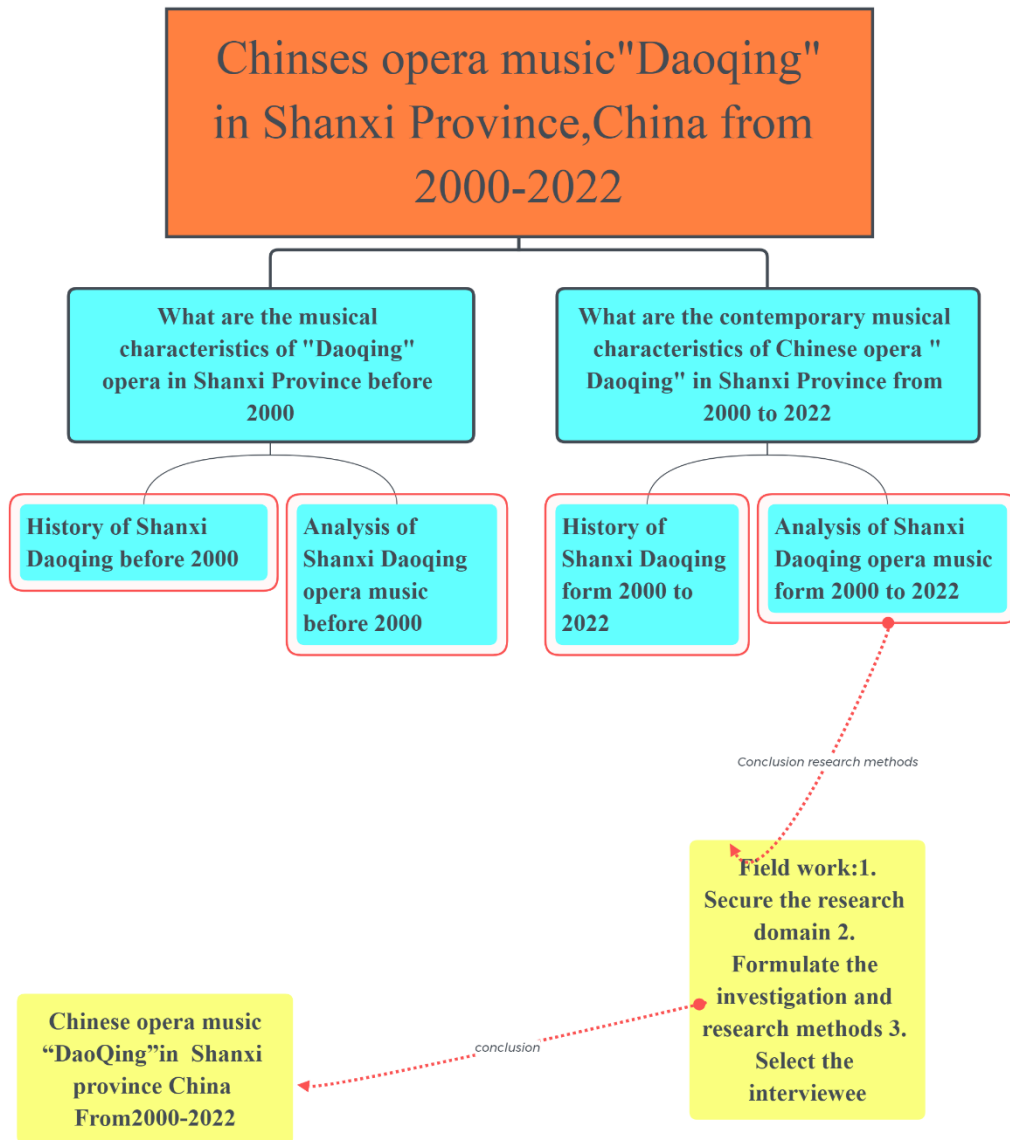 Chinses opera music"Daoqing"
in Shanxi Province,China from
2000-2022
What are the musical
characteristics of "Daoqing"
opera in Shanxi Province before
2000
What are the contemporary musical
characteristics of Chinese opera "
Daoqing" in Shanxi Province from
2000 to 2022
History of Shanxi
Daoqing before 2000
Analysis of
Shanxi Daoqing
opera music
before 2000
History of
Shanxi Daoqing
form 2000 to
2022
Analysis of Shanxi
Daoqing opera music
form 2000 to 2022
Conclusion research methods
Field work:1.
Secure the research
domain 2.
Formulate the
investigation and
research methods 3.
Select the
interviewee
conclusion
Chinese opera music
“DaoQing”in Shanxi
province China
From2000-2022